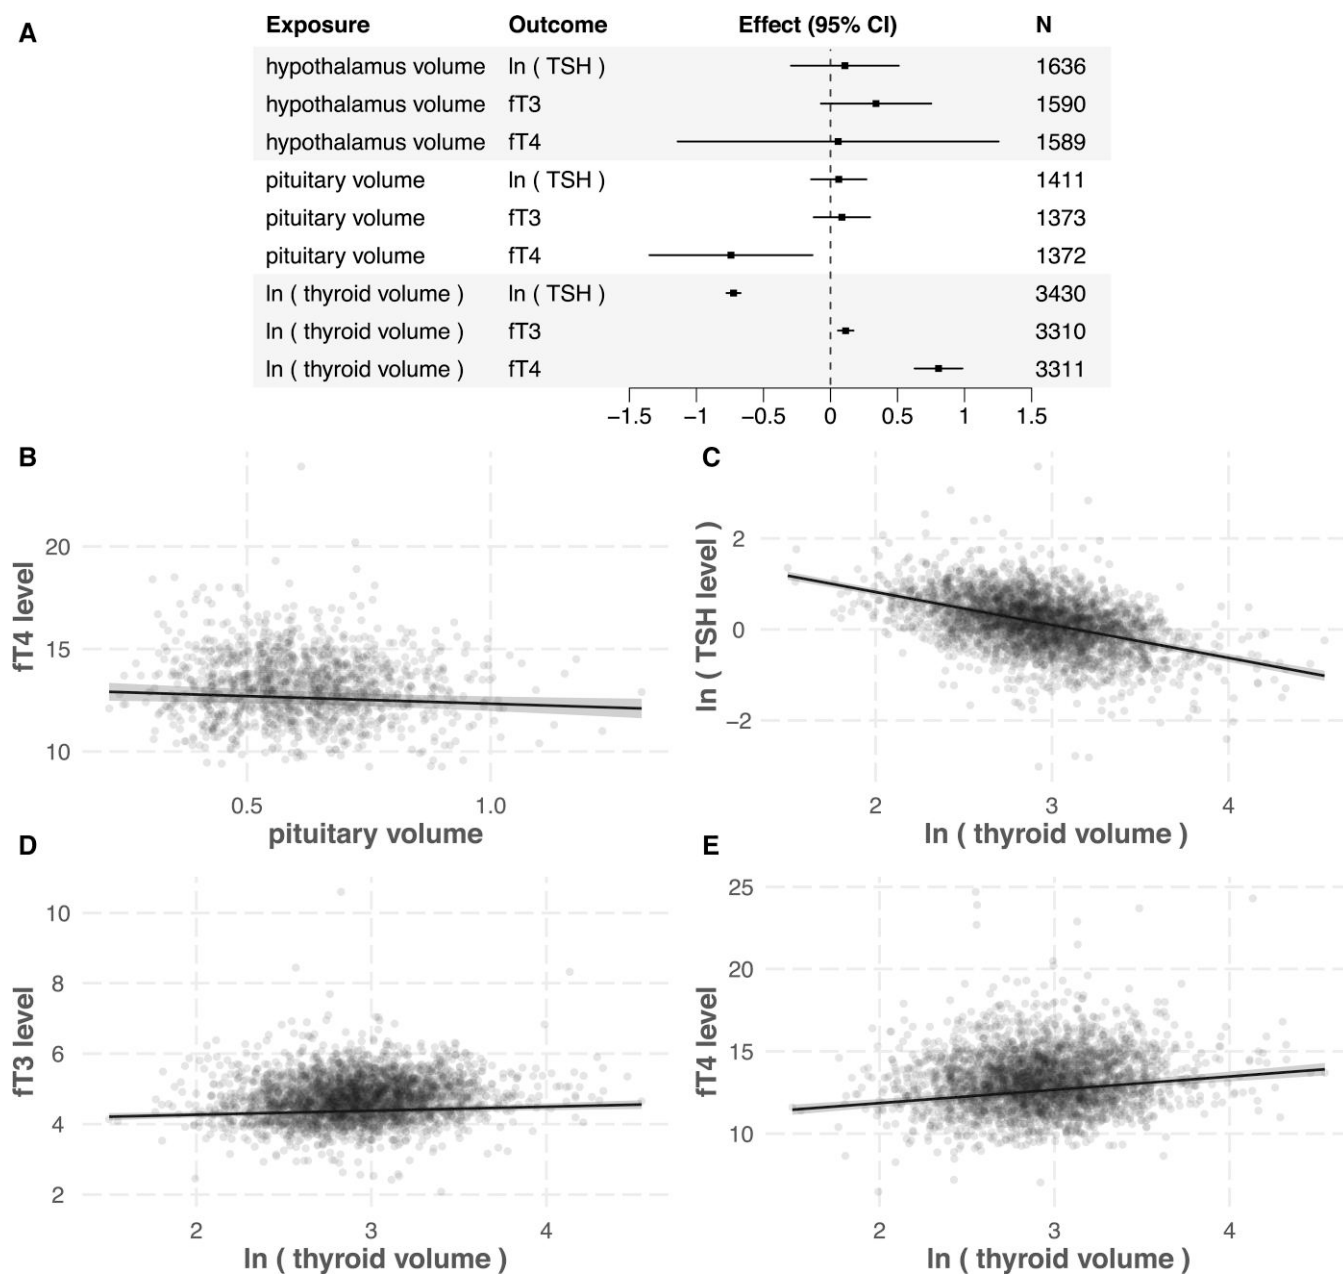 A
Exposure Outcome Effect (95% CI) N
hypothalamus volume ln ( TSH ) 1636
hypothalamus volume fT3 1590
hypothalamus volume fT4 1589
pituitary volume ln ( TSH ) 1411
pituitary volume fT3 1373
pituitary volume fT4 1372
ln ( thyroid volume ) ln ( TSH ) 3430
ln ( thyroid volume ) fT3 3310
ln ( thyroid volume ) fT4 3311
−1.5 −1 −0.5 0 0.5 1 1.5
B
fT4 level
20
15
10
0.5 1.0
pituitary volume
C
ln ( TSH level )
2
0
−2
2 3 4
ln ( thyroid volume )
D
fT3 level
10
8
6
4
2
2 3 4
ln ( thyroid volume )
E
fT4 level
25
20
15
10
2 3 4
ln ( thyroid volume )